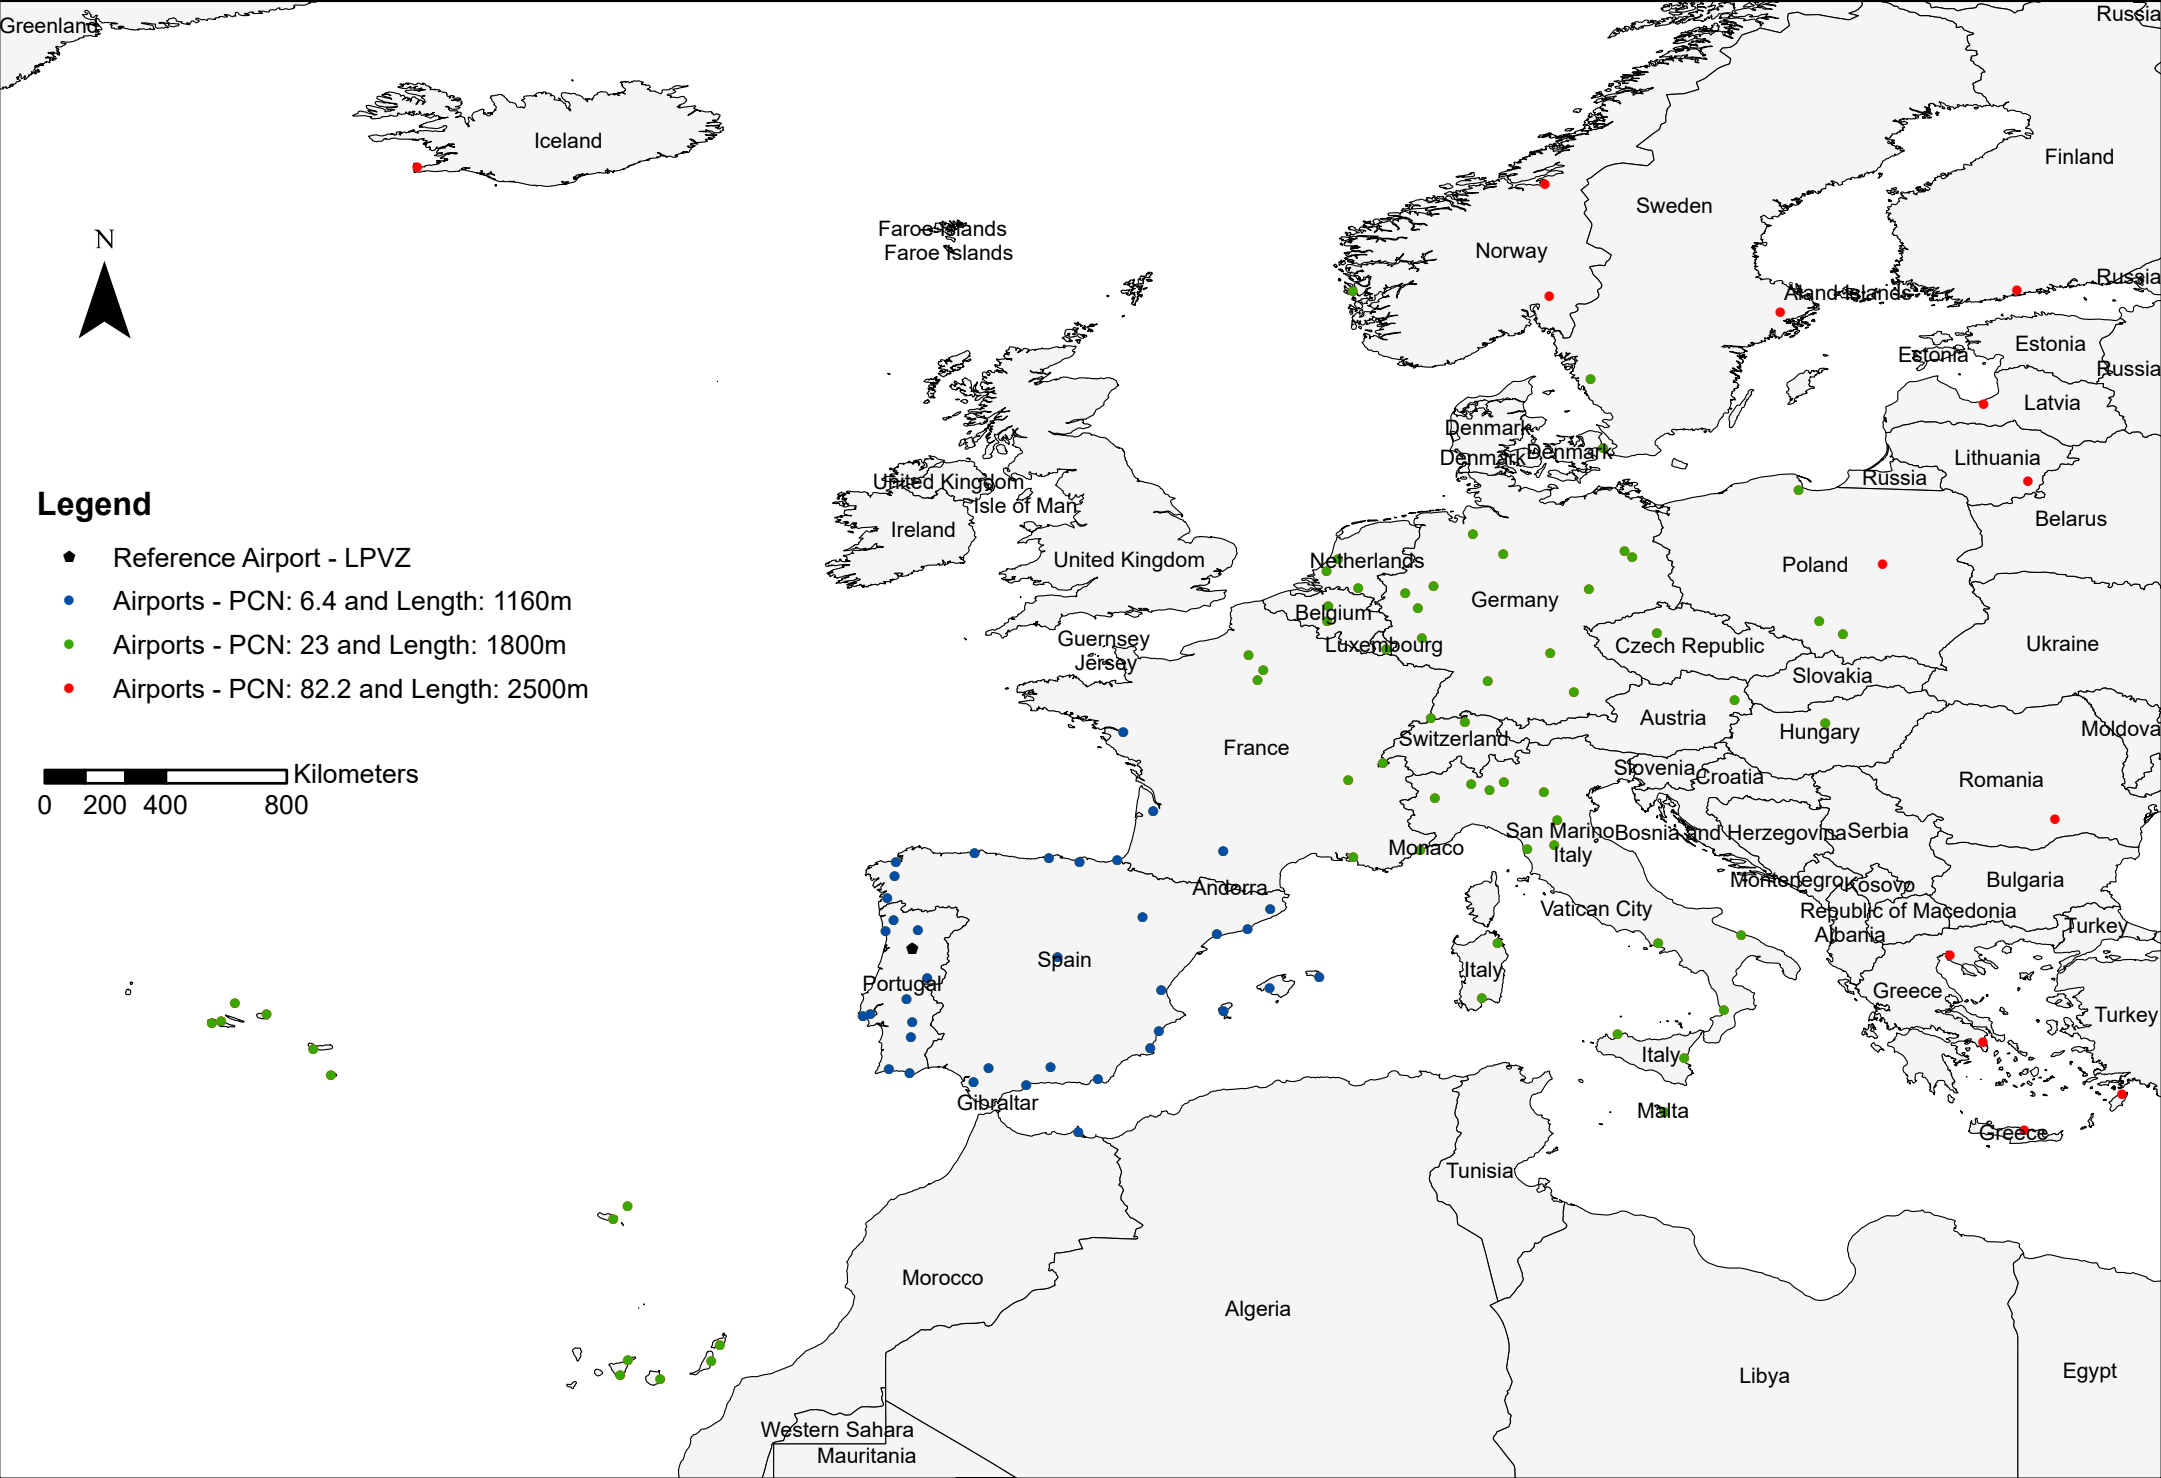 Greenland
Russia
Iceland
Finland
Sweden
Faroe Islands
Norway
Faroe Islands
N
Russia
Aland Islands
Estonia
Estonia
Russia
Latvia
Denmark
Denmark
Denmark
Lithuania
Russia
United Kingdom
Isle of Man
Belarus
Ireland
United Kingdom
Netherlands
Poland
Germany
Belgium
Legend
Reference Airport - LPVZ
Airports - PCN: 6.4 and Length: 1160m
Airports - PCN: 23 and Length: 1800m
Airports - PCN: 82.2 and Length: 2500m
Guernsey
Jersey
Luxembourg
Czech Republic
Ukraine
Slovakia
Austria
Moldova
Hungary
Switzerland
France
Slovenia
Croatia
Romania
Kilometers
0 200 400 800
San Marino
Bosnia and Herzegovina
Serbia
Monaco
Italy
Andorra
Montenegro
Kosovo
Bulgaria
Vatican City
Republic of Macedonia
Turkey
Albania
Spain
Italy
Portugal
Greece
Turkey
Italy
Gibraltar
Malta
Greece
Tunisia
Morocco
Algeria
Libya
Egypt
Western Sahara
Mauritania